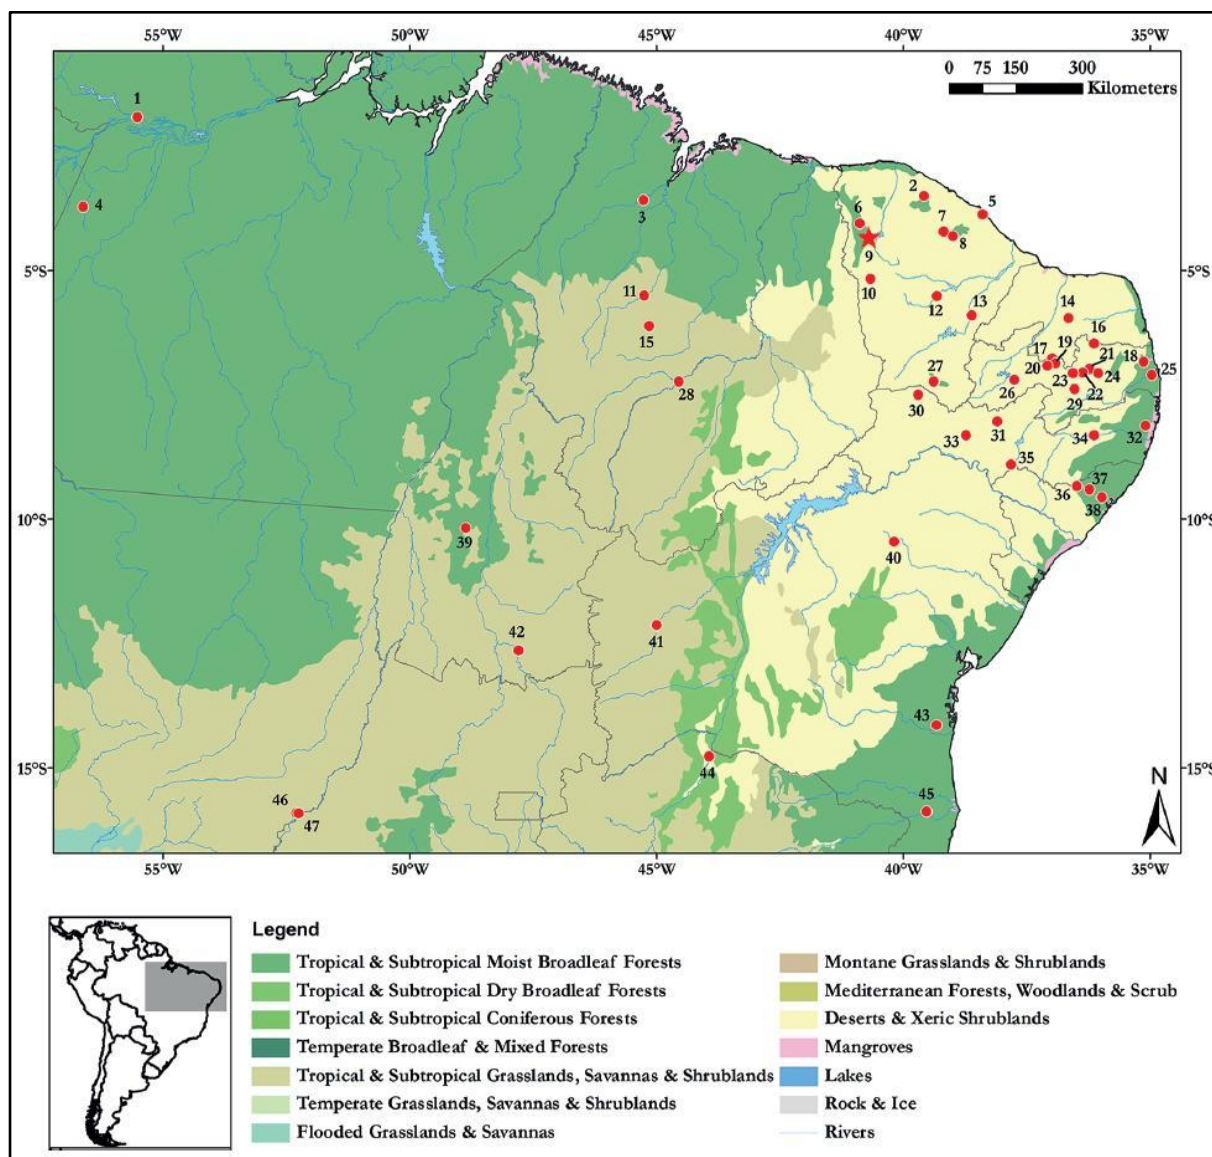 55°W 50°W 45°W 40°W 35°W
0 75 150 300
Kilometers
1
2
5
4
3
6
7
8
9
5°S 5°S
10
11
12
13
14
15
16
17 19
21
18
20
23
24
25
22
26
27
28
29
30
31
32
33
34
35
36
37
38
10°S 10°S
39
40
41
42
43
44
15°S 15°S
45
46
47
N
55°W 50°W 45°W 40°W 35°W
Legend
Tropical & Subtropical Moist Broadleaf Forests
Tropical & Subtropical Dry Broadleaf Forests
Tropical & Subtropical Coniferous Forests
Temperate Broadleaf & Mixed Forests
Tropical & Subtropical Grasslands, Savannas & Shrublands
Temperate Grasslands, Savannas & Shrublands
Flooded Grasslands & Savannas
Montane Grasslands & Shrublands
Mediterranean Forests, Woodlands & Scrub
Deserts & Xeric Shrublands
Mangroves
Lakes
Rock & Ice
Rivers